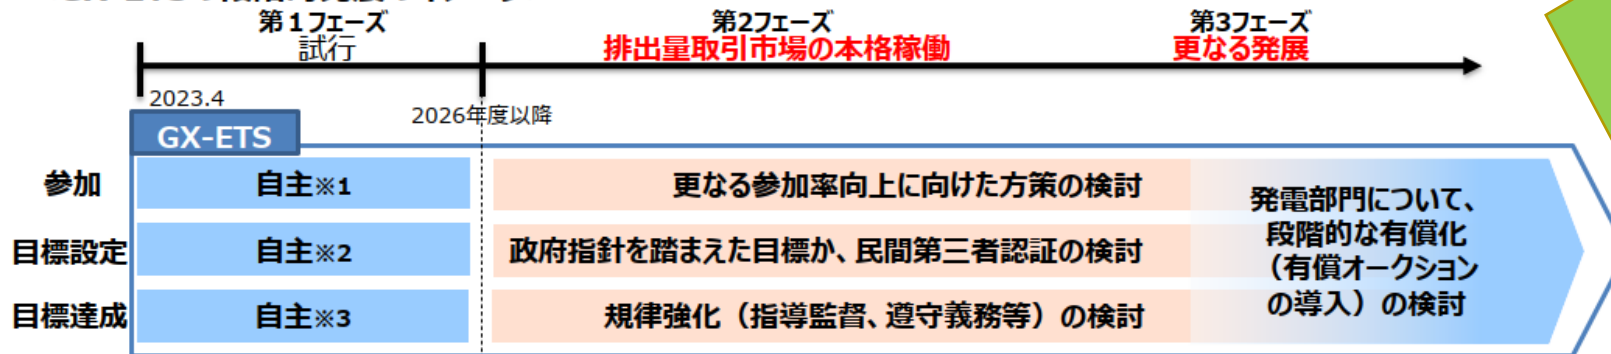 第１フェーズ
試行
第2フェーズ
排出量取引市場の本格稼働
第3フェーズ
更なる発展
2023.4
2026年度以降
GX-ETS
参加
自主※1
更なる参加率向上に向けた方策の検討
目標設定
自主※2
政府指針を踏まえた目標か、民間第三者認証の検討
目標達成
自主※3
規律強化（指導監督、遵守義務等）の検討
発電部門について、
段階的な有償化
（有償オークション
の導入）の検討